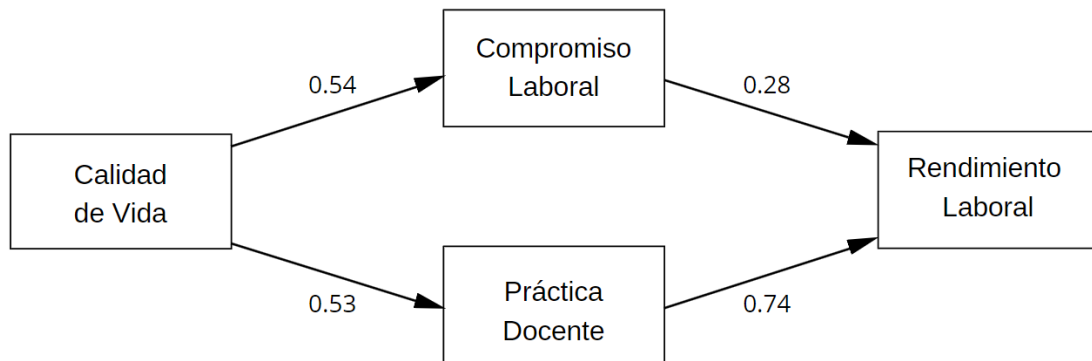 Compromiso
Laboral
0.54
0.28
Calidad
de Vida
Rendimiento
Laboral
0.53
0.74
Práctica
Docente